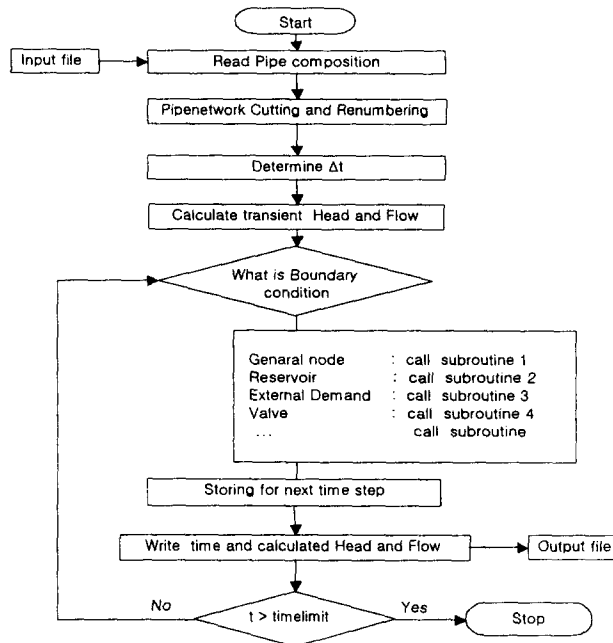 Start
Input file
Read Pipe composition
Pipenetwork Cutting and Renumbering
Determine Δt
Calculate transient Head and Flow
What is Boundary
condition
Genaral node : call subroutine 1
Reservoir : call subroutine 2
External Demand : call subroutine 3
Valve : call subroutine 4
... call subroutine
Storing for next time step
Write time and calculated Head and Flow
Output file
No
t > timelimit
Yes
Stop